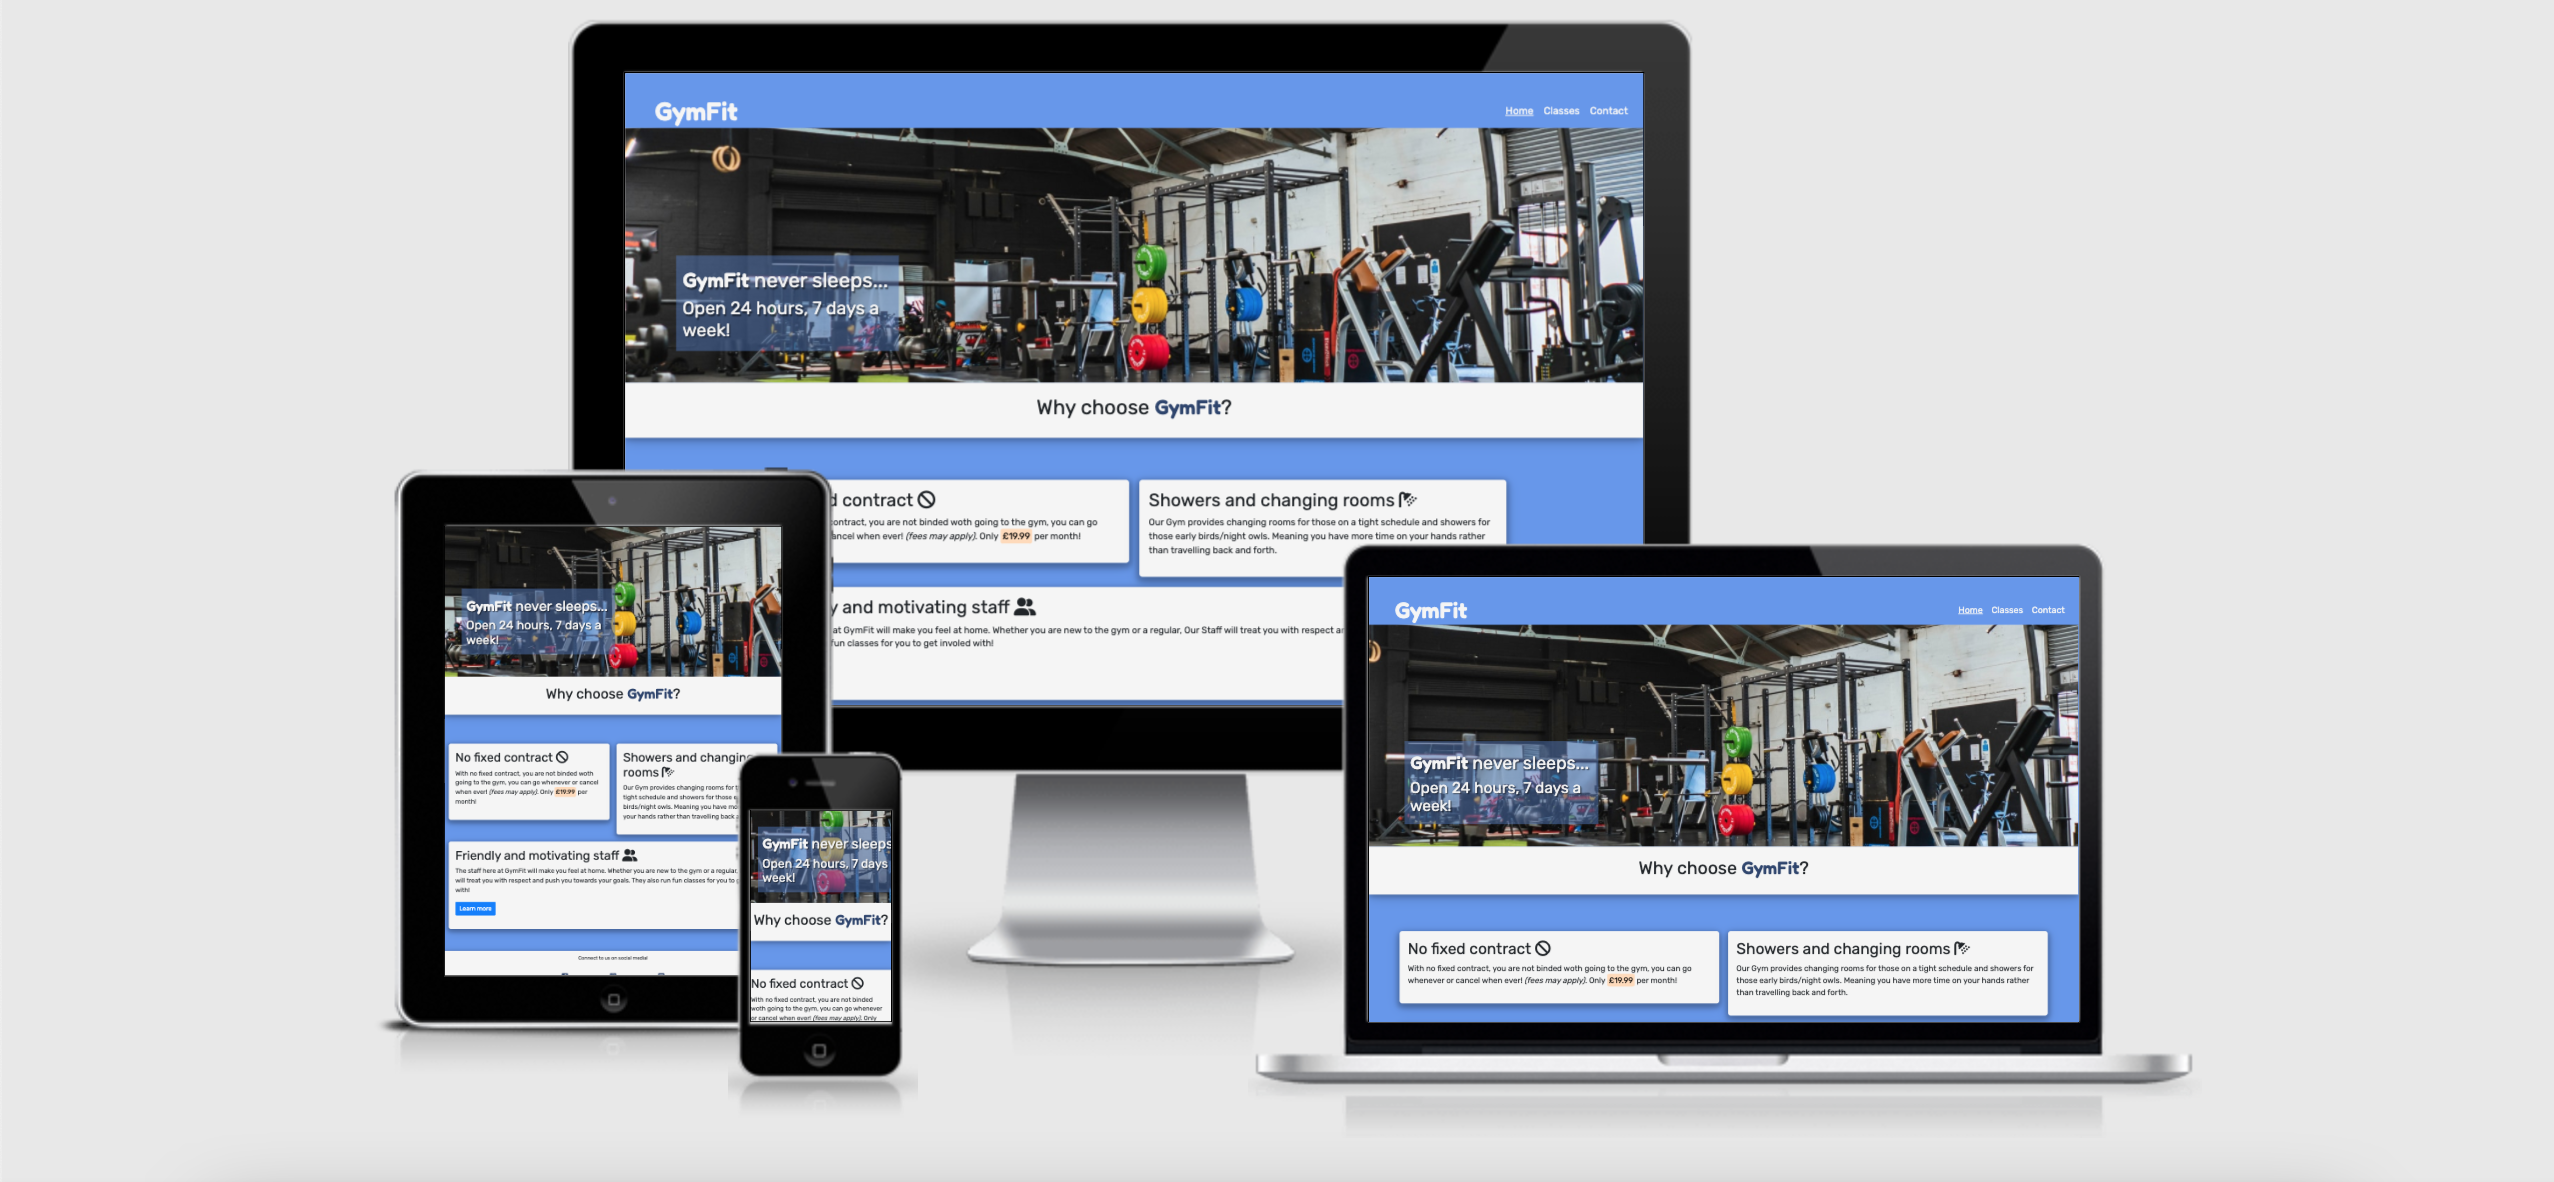 GymFit
Home Classes Contact
GymFit never sleeps...
Open 24 hours, 7 days a
week!
Why choose GymFit?
d contract
contract, you are not binded woth going to the gym, you can go
ancel when ever! (fees may apply). Only £19.99 per month!
Showers and changing rooms
Our Gym provides changing rooms for those on a tight schedule and showers for
those early birds/night owls. Meaning you have more time on your hands rather
than travelling back and forth.
y and motivating staff
at GymFit will make you feel at home. Whether you are new to the gym or a regular, Our Staff will treat you with respect a
fun classes for you to get involed with!
GymFit never sleeps...
Open 24 hours, 7 days a
week!
Why choose GymFit?
No fixed contract
With no fixed contract, you are not binded woth
going to the gym, you can go whenever or cancel
when ever! (fees may apply). Only £19.99 per
month!
Showers and changing
rooms
Our Gym provides changing rooms for t
tight schedule and showers for those e
birds/night owls. Meaning you have mo
your hands rather than travelling back
Friendly and motivating staff
The staff here at GymFit will make you feel at home. Whether you are new to the gym or a regular,
will treat you with respect and push you towards your goals. They also run fun classes for you to g
with!
Learn more
Connect to us on social media!
GymFit never sleeps
Open 24 hours, 7 days
week!
Why choose GymFit?
No fixed contract
With no fixed contract, you are not binded
woth going to the gym, you can go whenever
or cancel when ever! (fees may apply). Only
GymFit
Home Classes Contact
GymFit never sleeps...
Open 24 hours, 7 days a
week!
Why choose GymFit?
No fixed contract
With no fixed contract, you are not binded woth going to the gym, you can go
whenever or cancel when ever! (fees may apply). Only £19.99 per month!
Showers and changing rooms
Our Gym provides changing rooms for those on a tight schedule and showers for
those early birds/night owls. Meaning you have more time on your hands rather
than travelling back and forth.